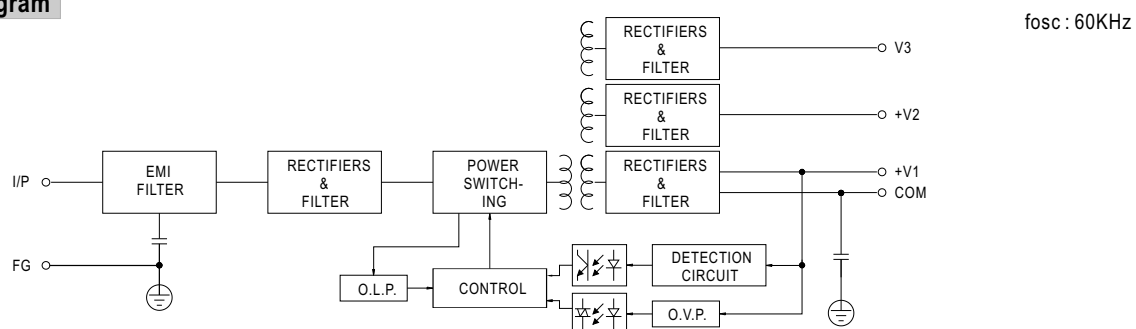 gram
fosc : 60KHz
RECTIFIERS
&
FILTER
V3
RECTIFIERS
&
FILTER
+V2
I/P
EMI
FILTER
RECTIFIERS
&
FILTER
POWER
SWITCH-
ING
RECTIFIERS
&
FILTER
+V1
COM
FG
O.L.P.
CONTROL
DETECTION
CIRCUIT
O.V.P.